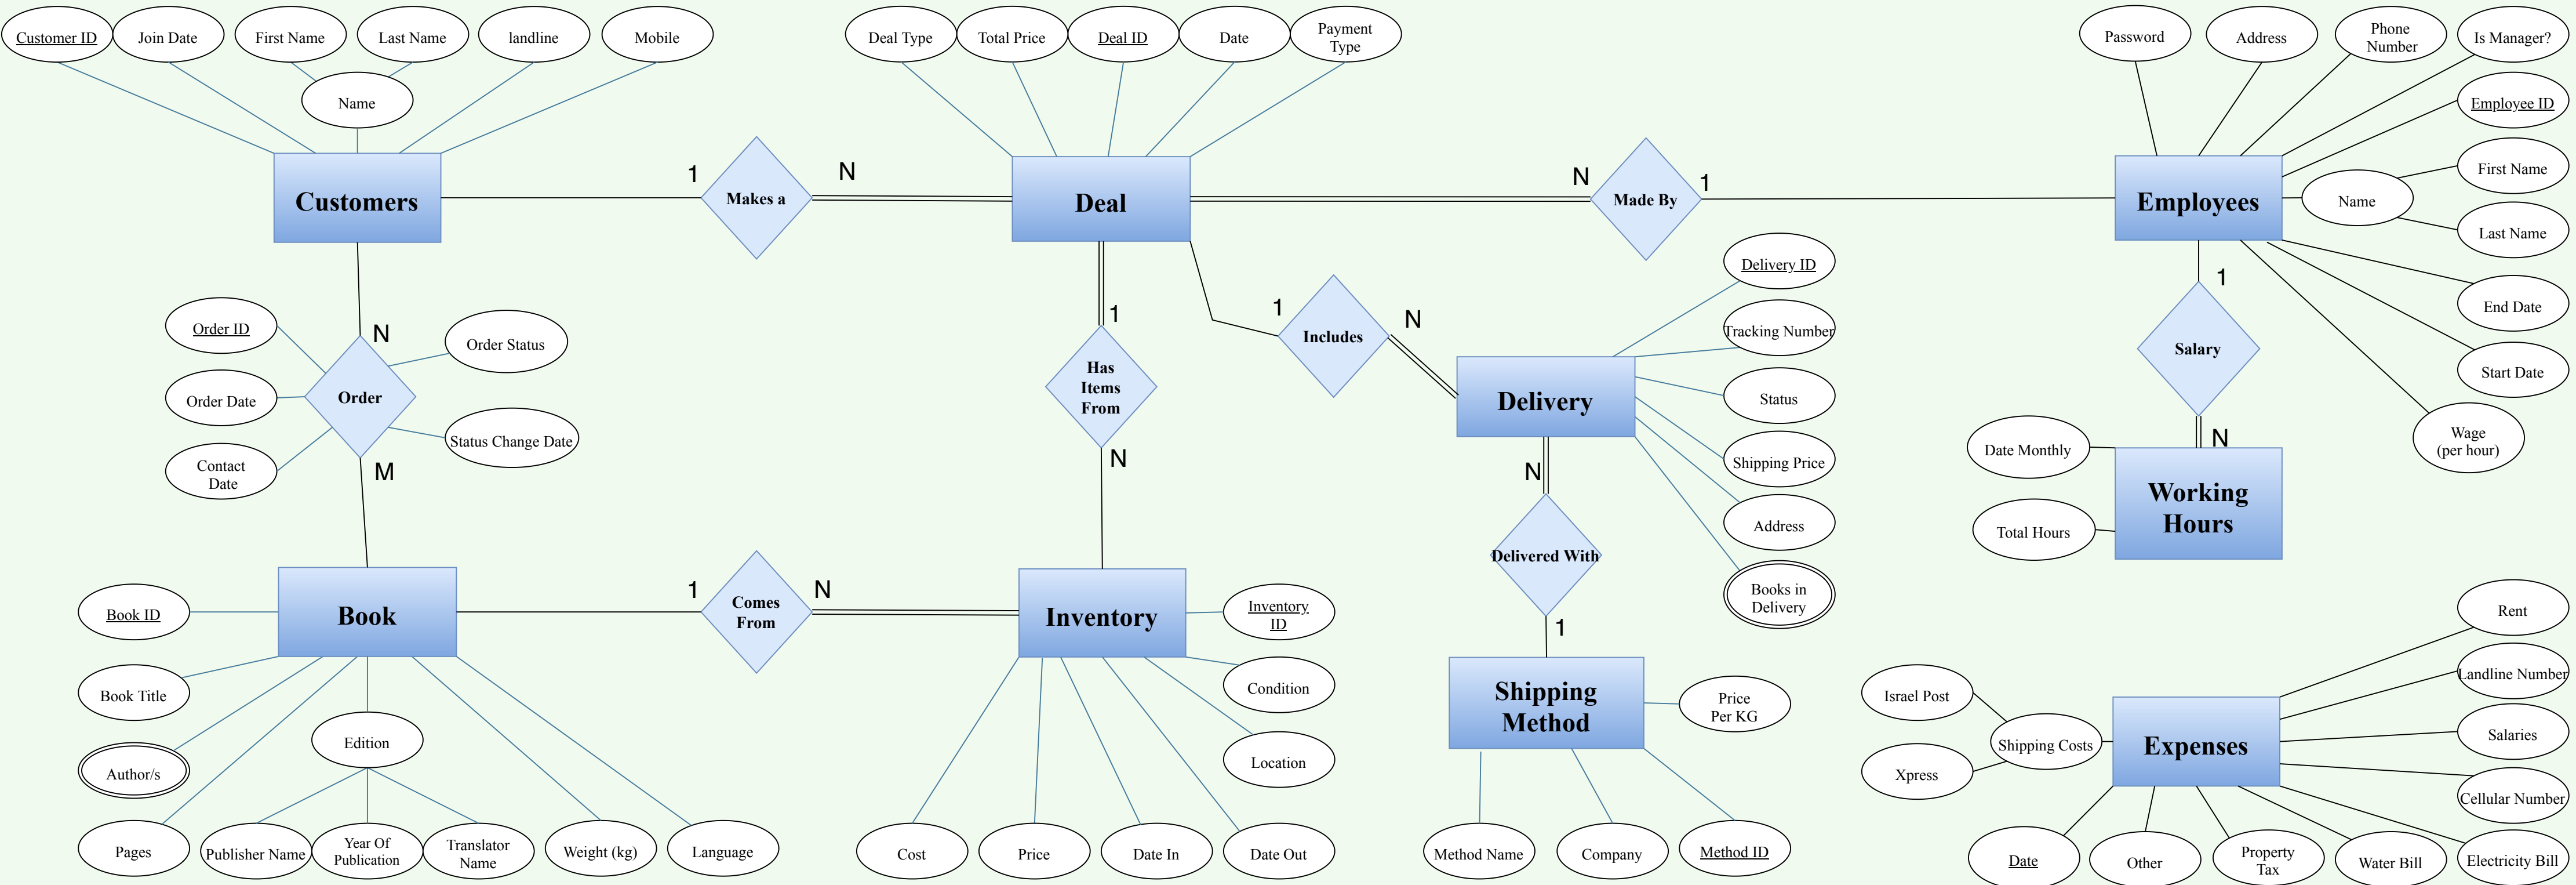 Customer ID
Join Date
First Name
Last Name
landline
Mobile
Name
Customers
1
Makes a
N
Deal Type
Total Price
Deal ID
Date
Payment
Type
Deal
N
Made By
1
Password
Address
Phone
Number
Is Manager?
Employee ID
First Name
Name
Last Name
Employees
End Date
Start Date
Wage
(per hour)
1
Salary
N
Date Monthly
Total Hours
Working
Hours
N
Order ID
Order Status
Order Date
Order
Contact
Date
Status Change Date
M
1
Has
Items
From
N
1
Includes
N
Delivery ID
Tracking Number
Status
Shipping Price
Address
Books in
Delivery
Delivery
N
Delivered With
1
Shipping
Method
Price
Per KG
Method Name
Company
Method ID
Book ID
Book
Book Title
Author/s
Edition
Pages
Publisher Name
Year Of
Publication
Translator
Name
Weight (kg)
Language
1
Comes
From
N
Inventory
Inventory
ID
Condition
Location
Cost
Price
Date In
Date Out
Israel Post
Xpress
Shipping Costs
Expenses
Rent
Landline Number
Salaries
Cellular Number
Date
Other
Property
Tax
Water Bill
Electricity Bill